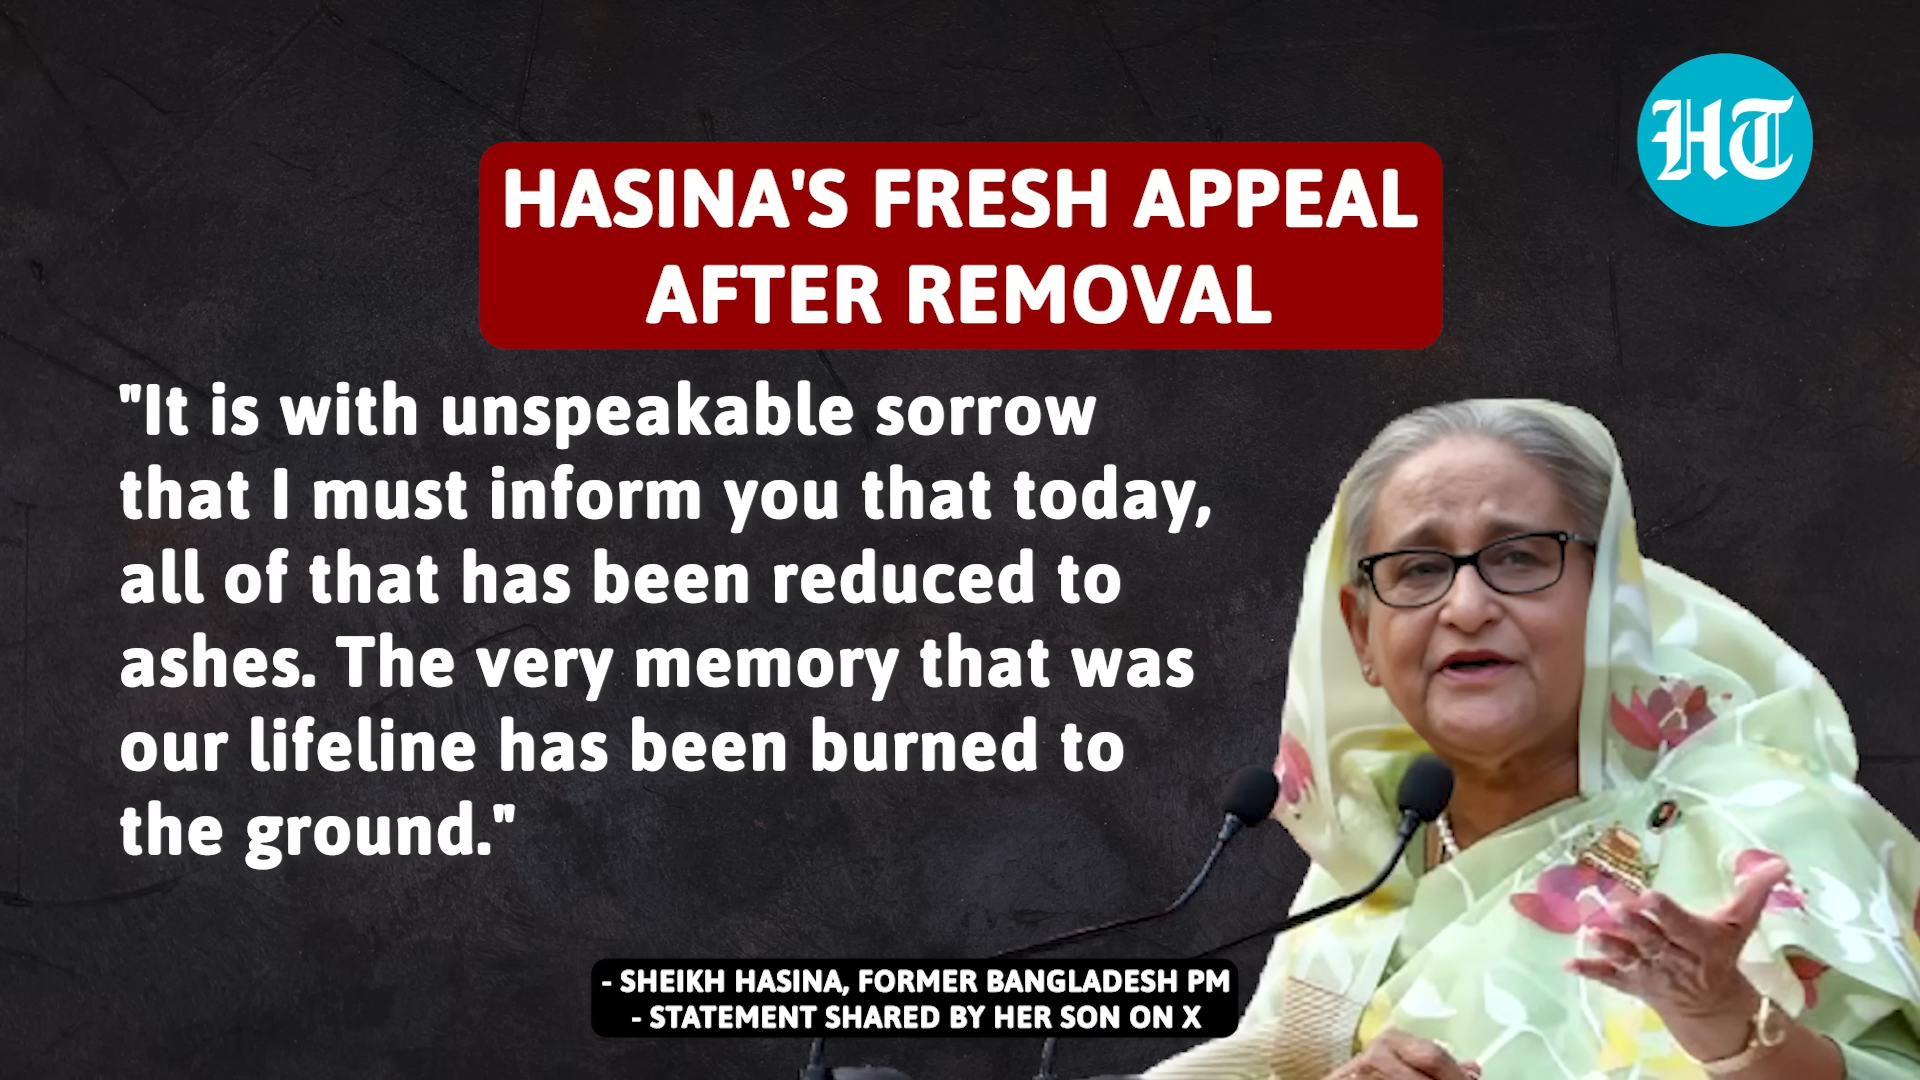 HT
HASINA'S FRESH APPEAL
AFTER REMOVAL
"It is with unspeakable sorrow
that I must inform you that today,
all of that has been reduced to
ashes. The very memory that was
our lifeline has been burned to
the ground."
- SHEIKH HASINA, FORMER BANGLADESH PM
- STATEMENT SHARED BY HER SON ON X